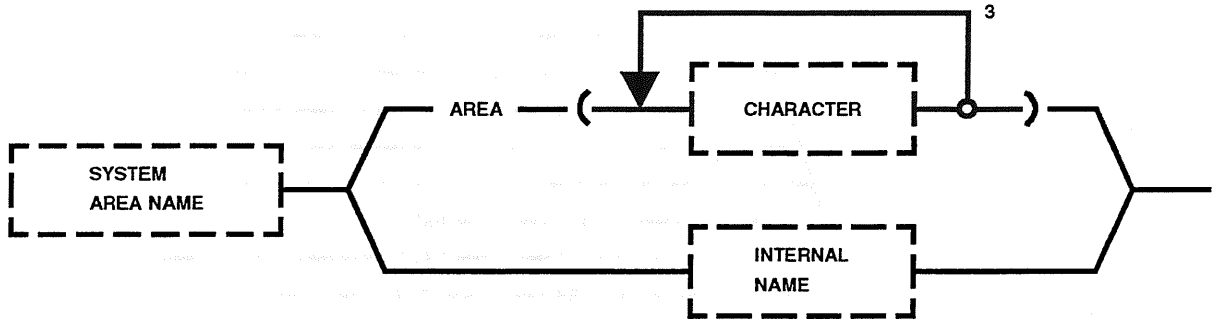 3
AREA
(
CHARACTER
)
SYSTEM
AREA NAME
INTERNAL
NAME